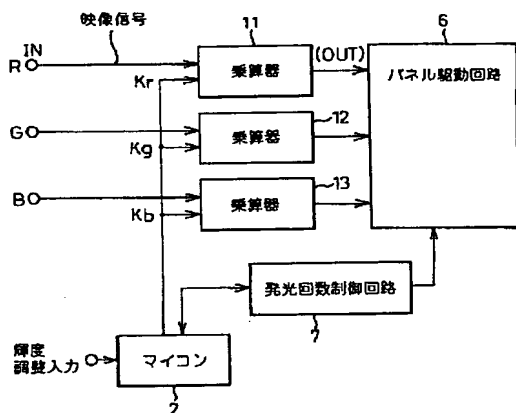 映像信号
11
6
IN
R
Kr
乗算器
(OUT)
パネル駆動回路
12
G
Kg
乗算器
13
B
Kb
乗算器
発光回数制御回路
7
輝度
調整入力
マイコン
2